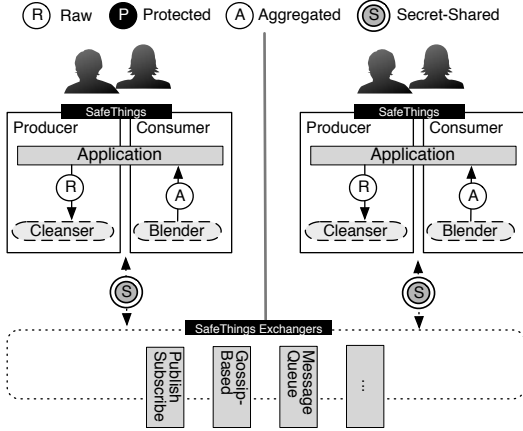 R Raw P Protected A Aggregated S Secret-Shared
SafeThings SafeThings
Producer Consumer Producer Consumer
Application Application
R A R A
Cleanser Blender Cleanser Blender
S S
SafeThings Exchangers
Publish
Subscribe
Gossip-
Based
Message
Queue
...